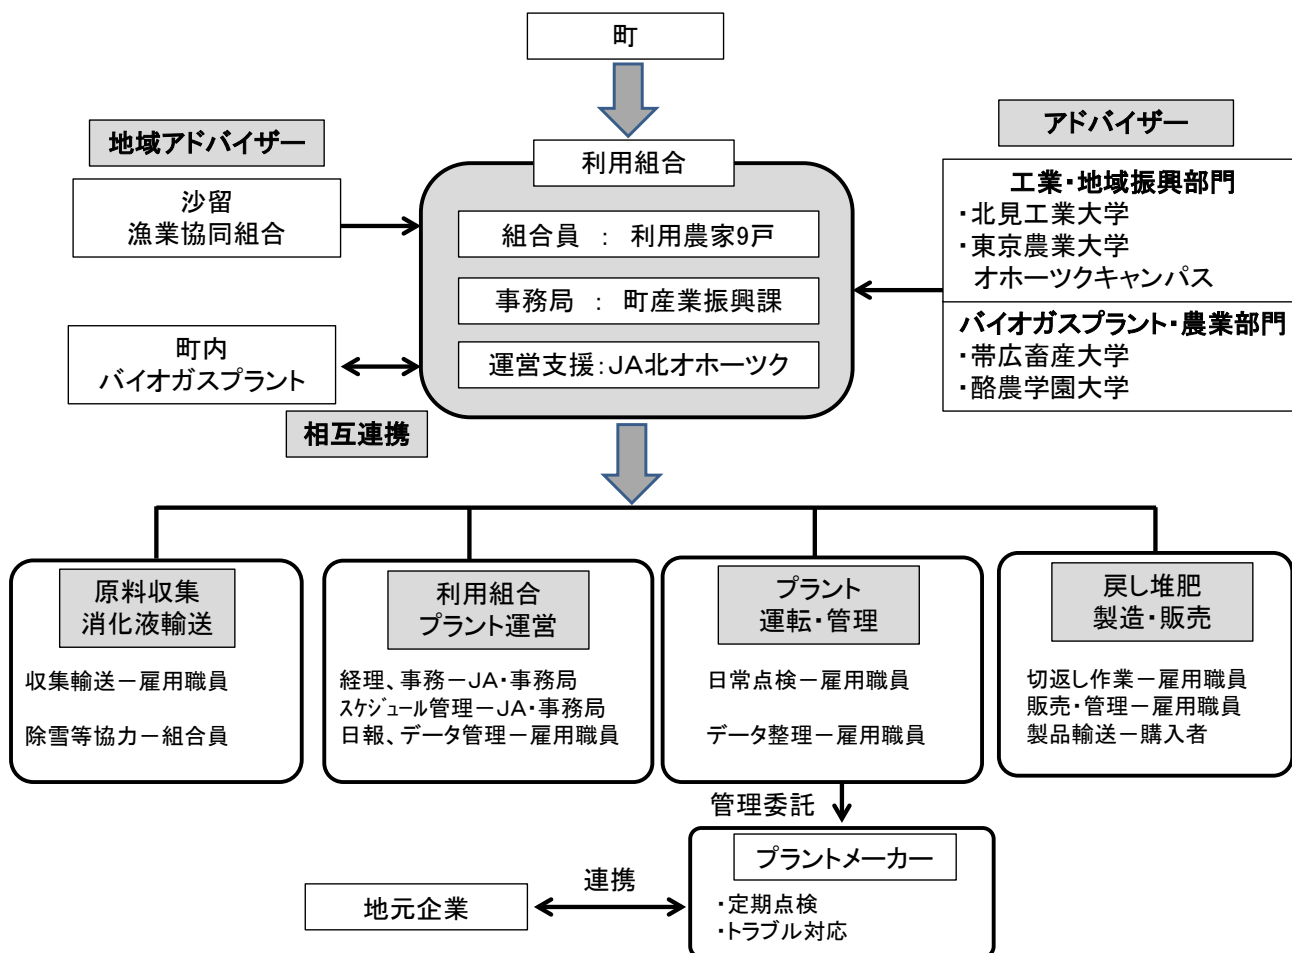 町
地域アドバイザー
沙留
漁業協同組合
町内
バイオガスプラント
相互連携
利用組合
組合員 ： 利用農家9戸
事務局 ： 町産業振興課
運営支援：JA北オホーツク
アドバイザー
工業・地域振興部門
・北見工業大学
・東京農業大学
オホーツクキャンパス
バイオガスプラント・農業部門
・帯広畜産大学
・酪農学園大学
原料収集
消化液輸送
収集輸送－雇用職員
除雪等協力－組合員
利用組合
プラント運営
経理、事務－JA・事務局
ｽｹｼﾞｭｰﾙ管理－JA・事務局
日報、データ管理－雇用職員
プラント
運転・管理
日常点検－雇用職員
データ整理－雇用職員
戻し堆肥
製造・販売
切返し作業－雇用職員
販売・管理－雇用職員
製品輸送－購入者
管理委託
プラントメーカー
・定期点検
・トラブル対応
連携
地元企業